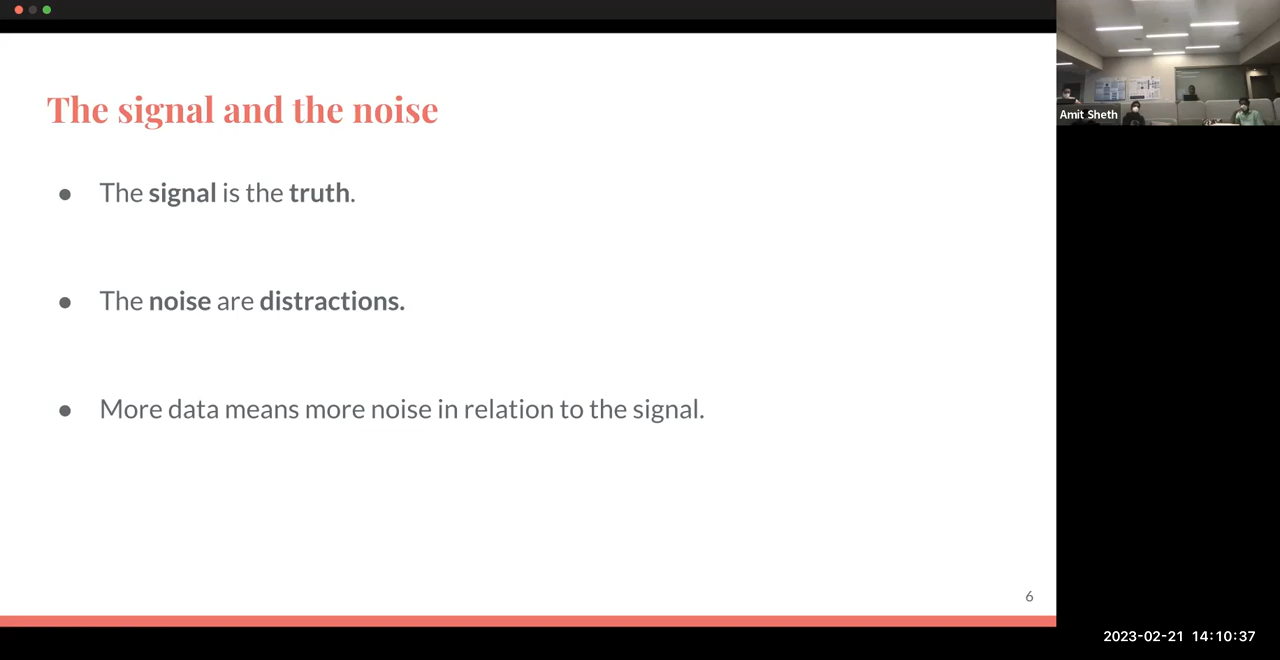 The signal and the noise
● The signal is the truth.
● The noise are distractions.
● More data means more noise in relation to the signal.
6
Amit Sheth
2023-02-21 14:10:37